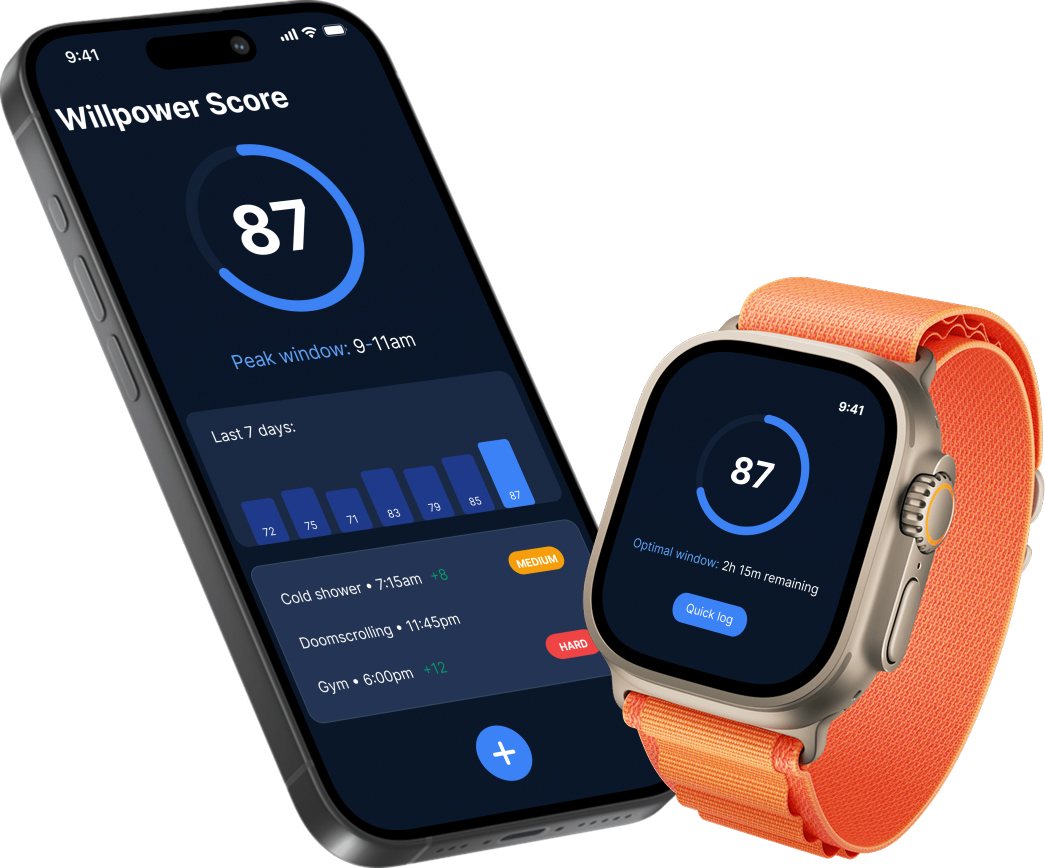 9:41
Willpower Score
87
Peak window: 9-11am
Last 7 days:
72 75 71 83 79 85 87
Cold shower • 7:15am +8 MEDIUM
Doomscrolling • 11:45pm
HARD
Gym • 6:00pm +12
9:41
87
Optimal window: 2h 15m remaining
Quick log